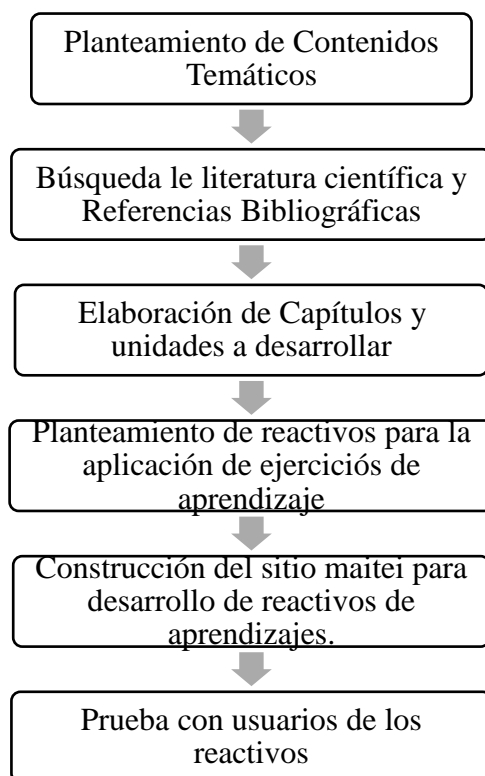 Planteamiento de Contenidos
Temáticos
Búsqueda le literatura científica y
Referencias Bibliográficas
Elaboración de Capítulos y
unidades a desarrollar
Planteamiento de reactivos para la
aplicación de ejerciciós de
aprendizaje
Construcción del sitio maitei para
desarrollo de reactivos de
aprendizajes.
Prueba con usuarios de los
reactivos